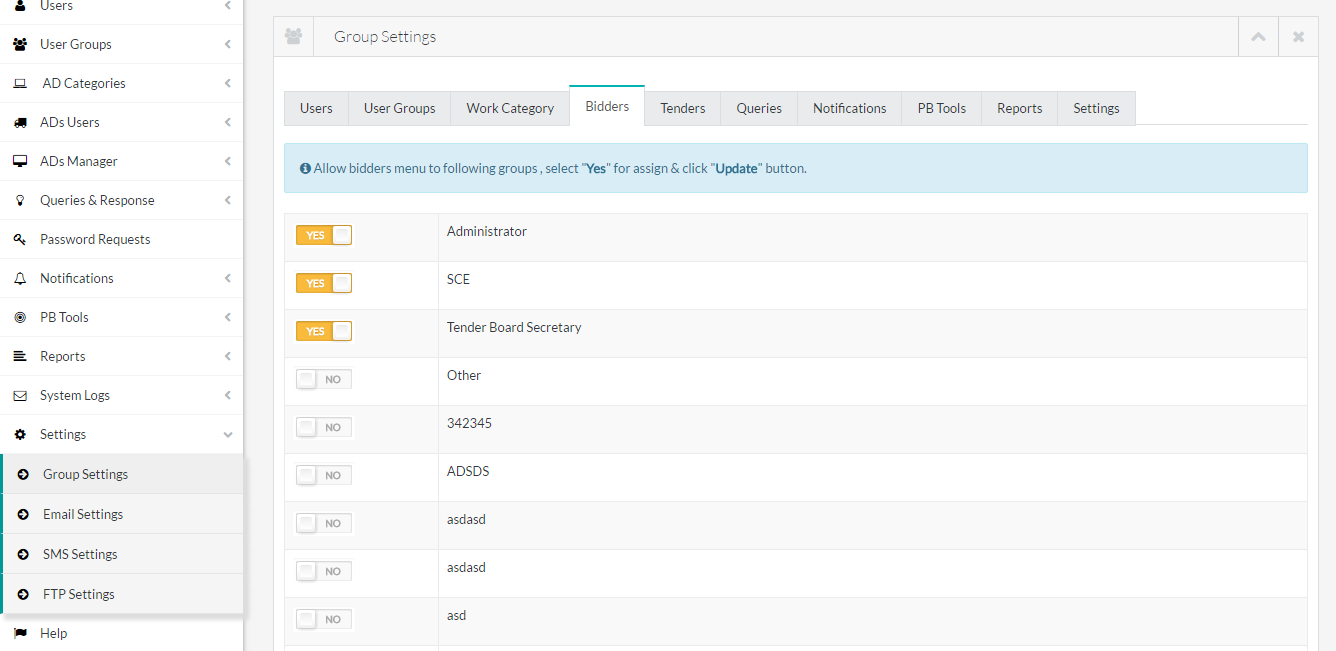 Users
User Groups
AD Categories
ADs Users
ADs Manager
Queries & Response
Password Requests
Notifications
PB Tools
Reports
System Logs
Settings
Group Settings
Email Settings
SMS Settings
FTP Settings
Help
Group Settings
Users User Groups Work Category Bidders Tenders Queries Notifications PB Tools Reports Settings
Allow bidders menu to following groups , select "Yes" for assign & click "Update" button.
YES Administrator
YES SCE
YES Tender Board Secretary
NO Other
NO 342345
NO ADSDS
NO asdasd
NO asdasd
NO asd